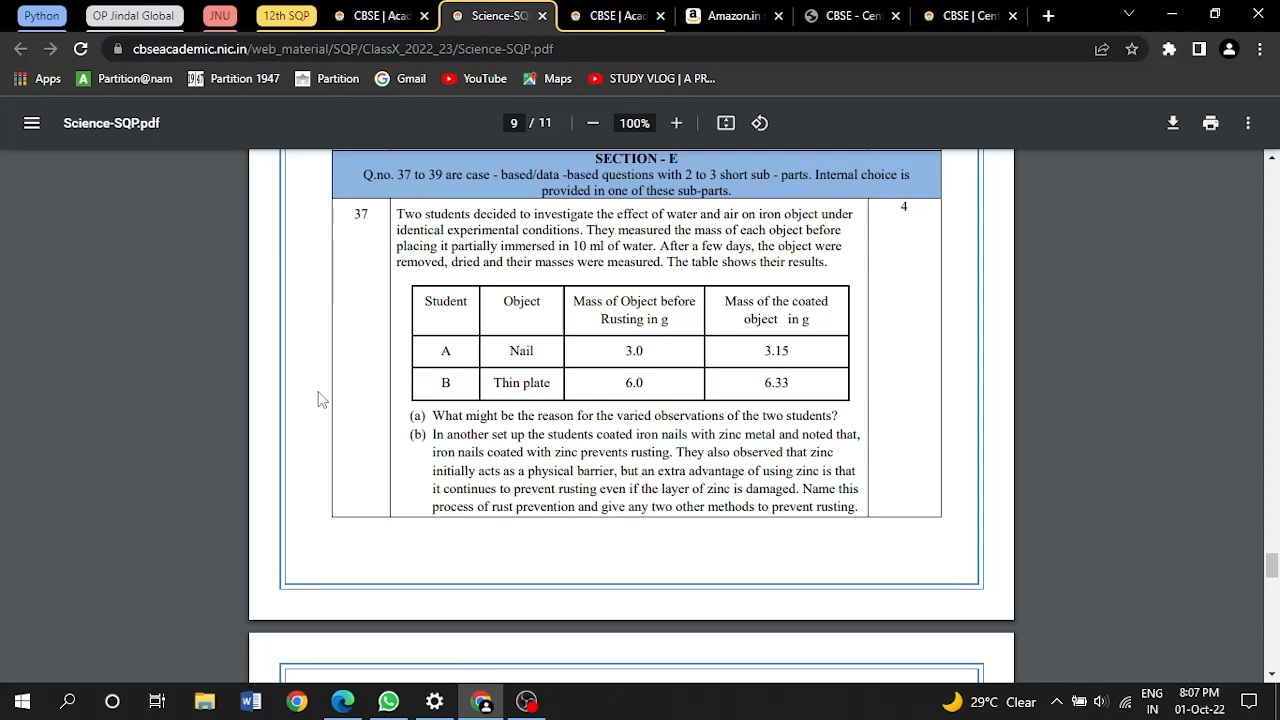 Python
OP Jindal Global
JNU
12th SQP
CBSE | Acad
Science-SQ
CBSE | Acad
Amazon.in
CBSE - Cent
CBSE | Cent
cbseacademic.nic.in/web_material/SQP/ClassX_2022_23/Science-SQP.pdf
Apps
Partition@nam
Partition 1947
Partition
Gmail
YouTube
Maps
STUDY VLOG | A PR...
Science-SQP.pdf
9 / 11
100%
SECTION - E
Q.no. 37 to 39 are case - based/data -based questions with 2 to 3 short sub - parts. Internal choice is
provided in one of these sub-parts.
37
Two students decided to investigate the effect of water and air on iron object under
4
identical experimental conditions. They measured the mass of each object before
placing it partially immersed in 10 ml of water. After a few days, the object were
removed, dried and their masses were measured. The table shows their results.
Student Object Mass of Object before Mass of the coated
Rusting in g object in g
A Nail 3.0 3.15
B Thin plate 6.0 6.33
(a) What might be the reason for the varied observations of the two students?
(b) In another set up the students coated iron nails with zinc metal and noted that,
iron nails coated with zinc prevents rusting. They also observed that zinc
initially acts as a physical barrier, but an extra advantage of using zinc is that
it continues to prevent rusting even if the layer of zinc is damaged. Name this
process of rust prevention and give any two other methods to prevent rusting.
29°C Clear
ENG
IN
8:07 PM
01-Oct-22